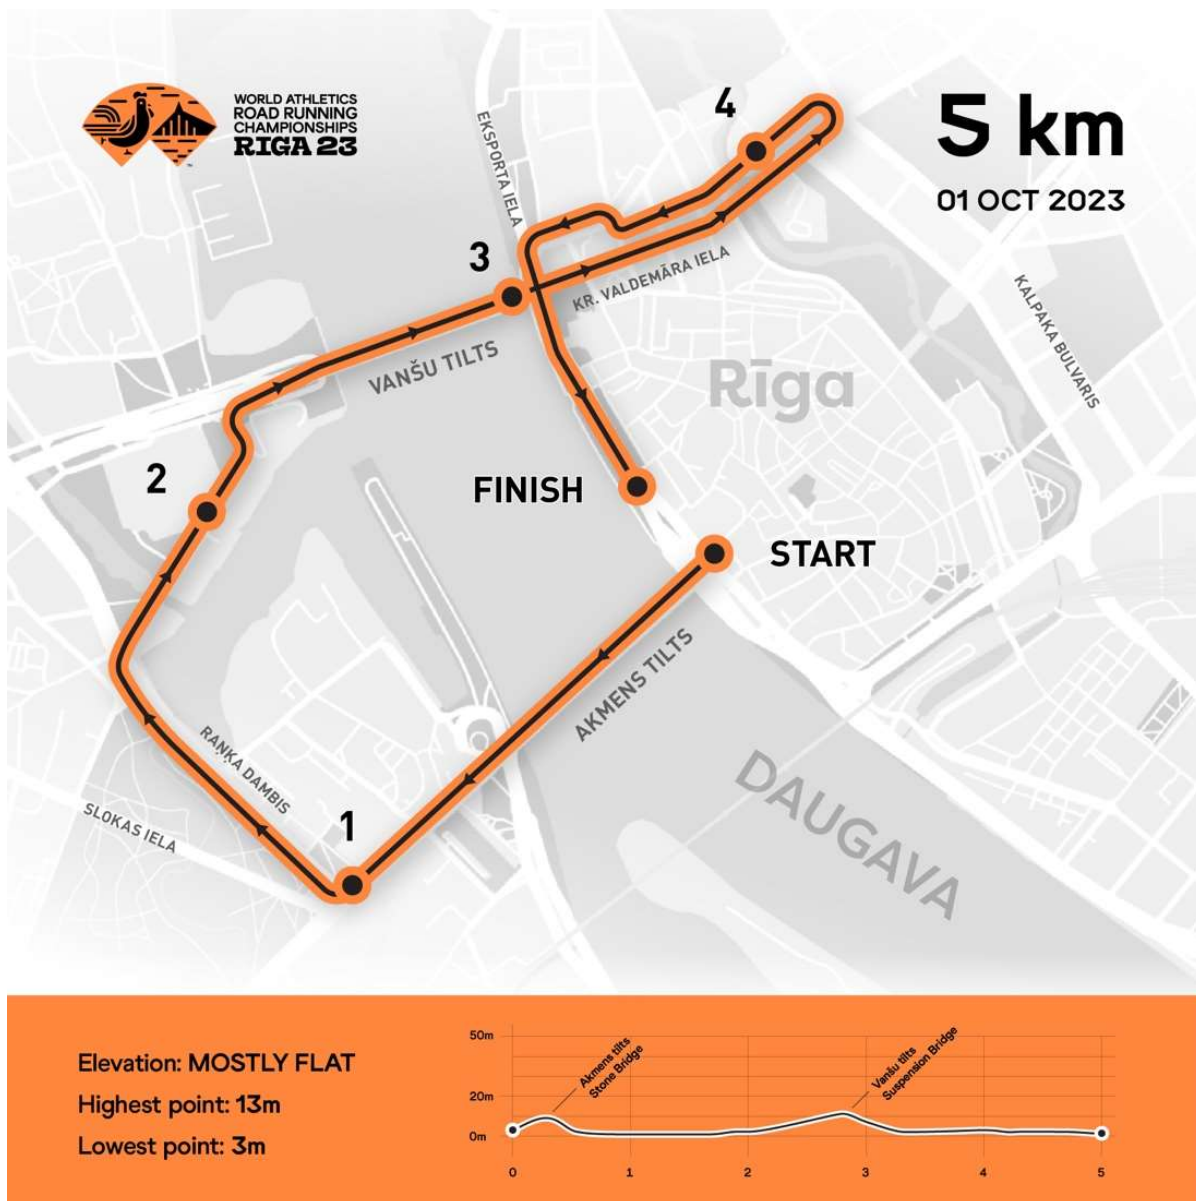 WORLD ATHLETICS
ROAD RUNNING
CHAMPIONSHIPS
RIGA 23
™
5 km
01 OCT 2023
4
EKSPORTA IELA
3
KR. VALDEMĀRA IELA
KALPAKA BULVARIS
VANŠU TILTS
Rīga
2
FINISH
START
AKMENS TILTS
RAŅĶA DAMBIS
DAUGAVA
SLOKAS IELA
1
Elevation: MOSTLY FLAT
Highest point: 13m
Lowest point: 3m
50m
20m
0m
Akmens tilts
Stone Bridge
Vanšu tilts
Suspension Bridge
0 1 2 3 4 5